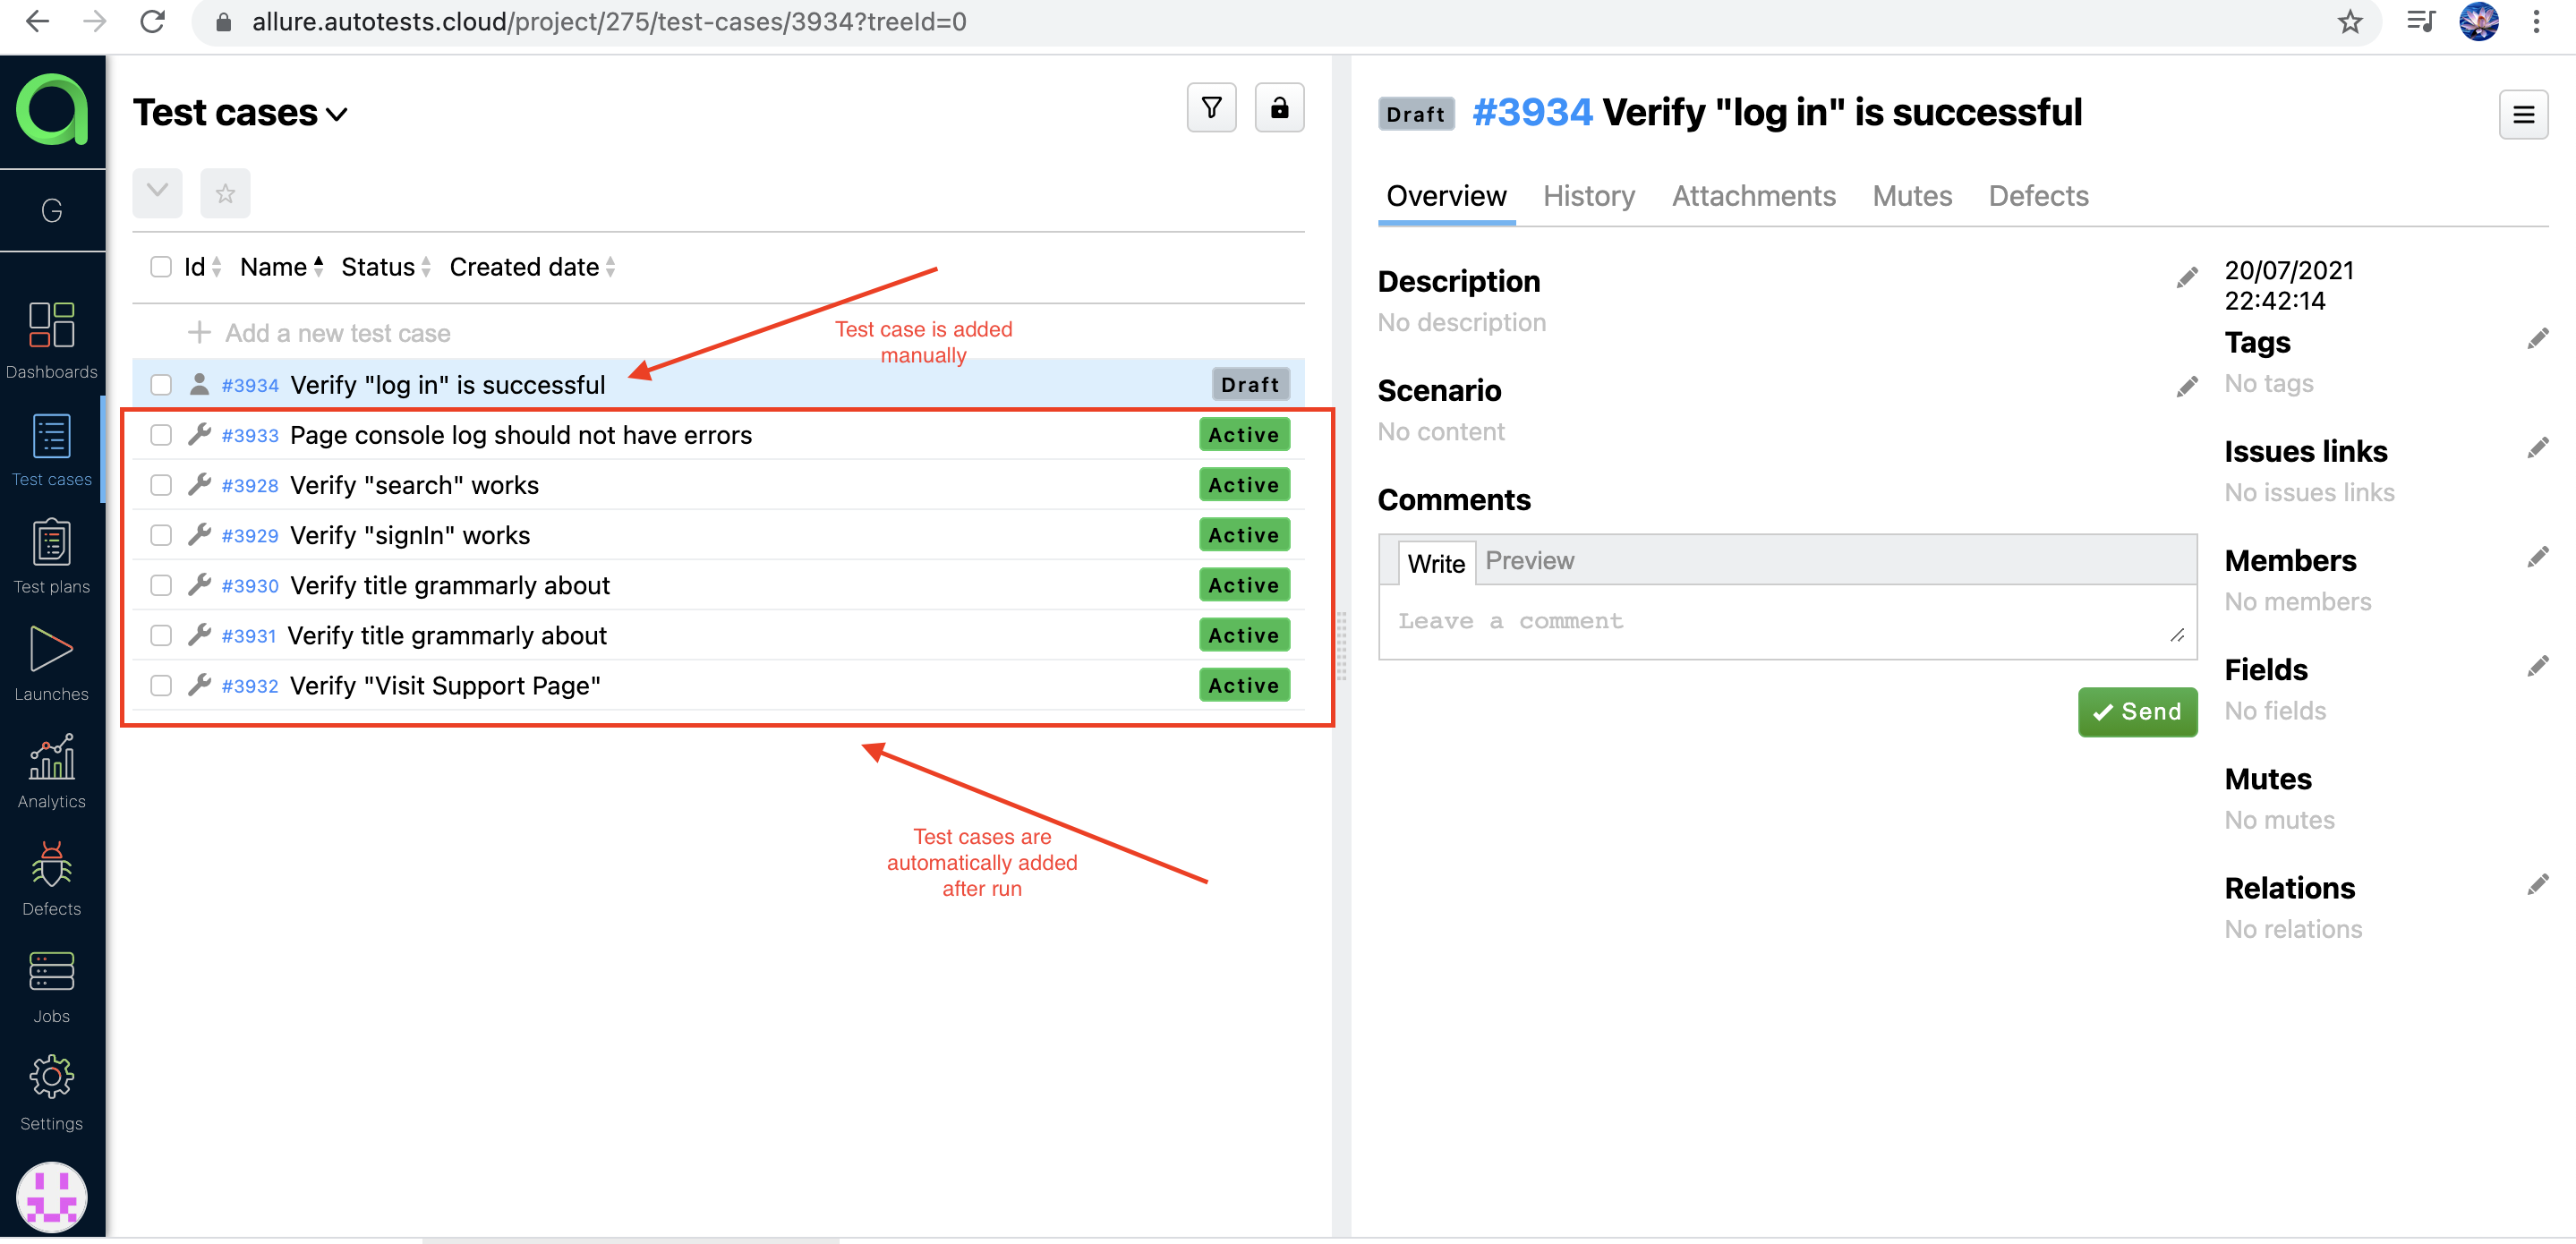 allure.autotests.cloud/project/275/test-cases/3934?treeId=0
G
Dashboards
Test cases
Test plans
Launches
Analytics
Defects
Jobs
Settings
Test cases
Id Name Status Created date
Add a new test case
#3934 Verify "log in" is successful Draft
#3933 Page console log should not have errors Active
#3928 Verify "search" works Active
#3929 Verify "signIn" works Active
#3930 Verify title grammarly about Active
#3931 Verify title grammarly about Active
#3932 Verify "Visit Support Page" Active
Test case is added
manually
Test cases are
automatically added
after run
Draft #3934 Verify "log in" is successful
Overview History Attachments Mutes Defects
Description
No description
Scenario
No content
Comments
Write Preview
Leave a comment
Send
20/07/2021
22:42:14
Tags
No tags
Issues links
No issues links
Members
No members
Fields
No fields
Mutes
No mutes
Relations
No relations